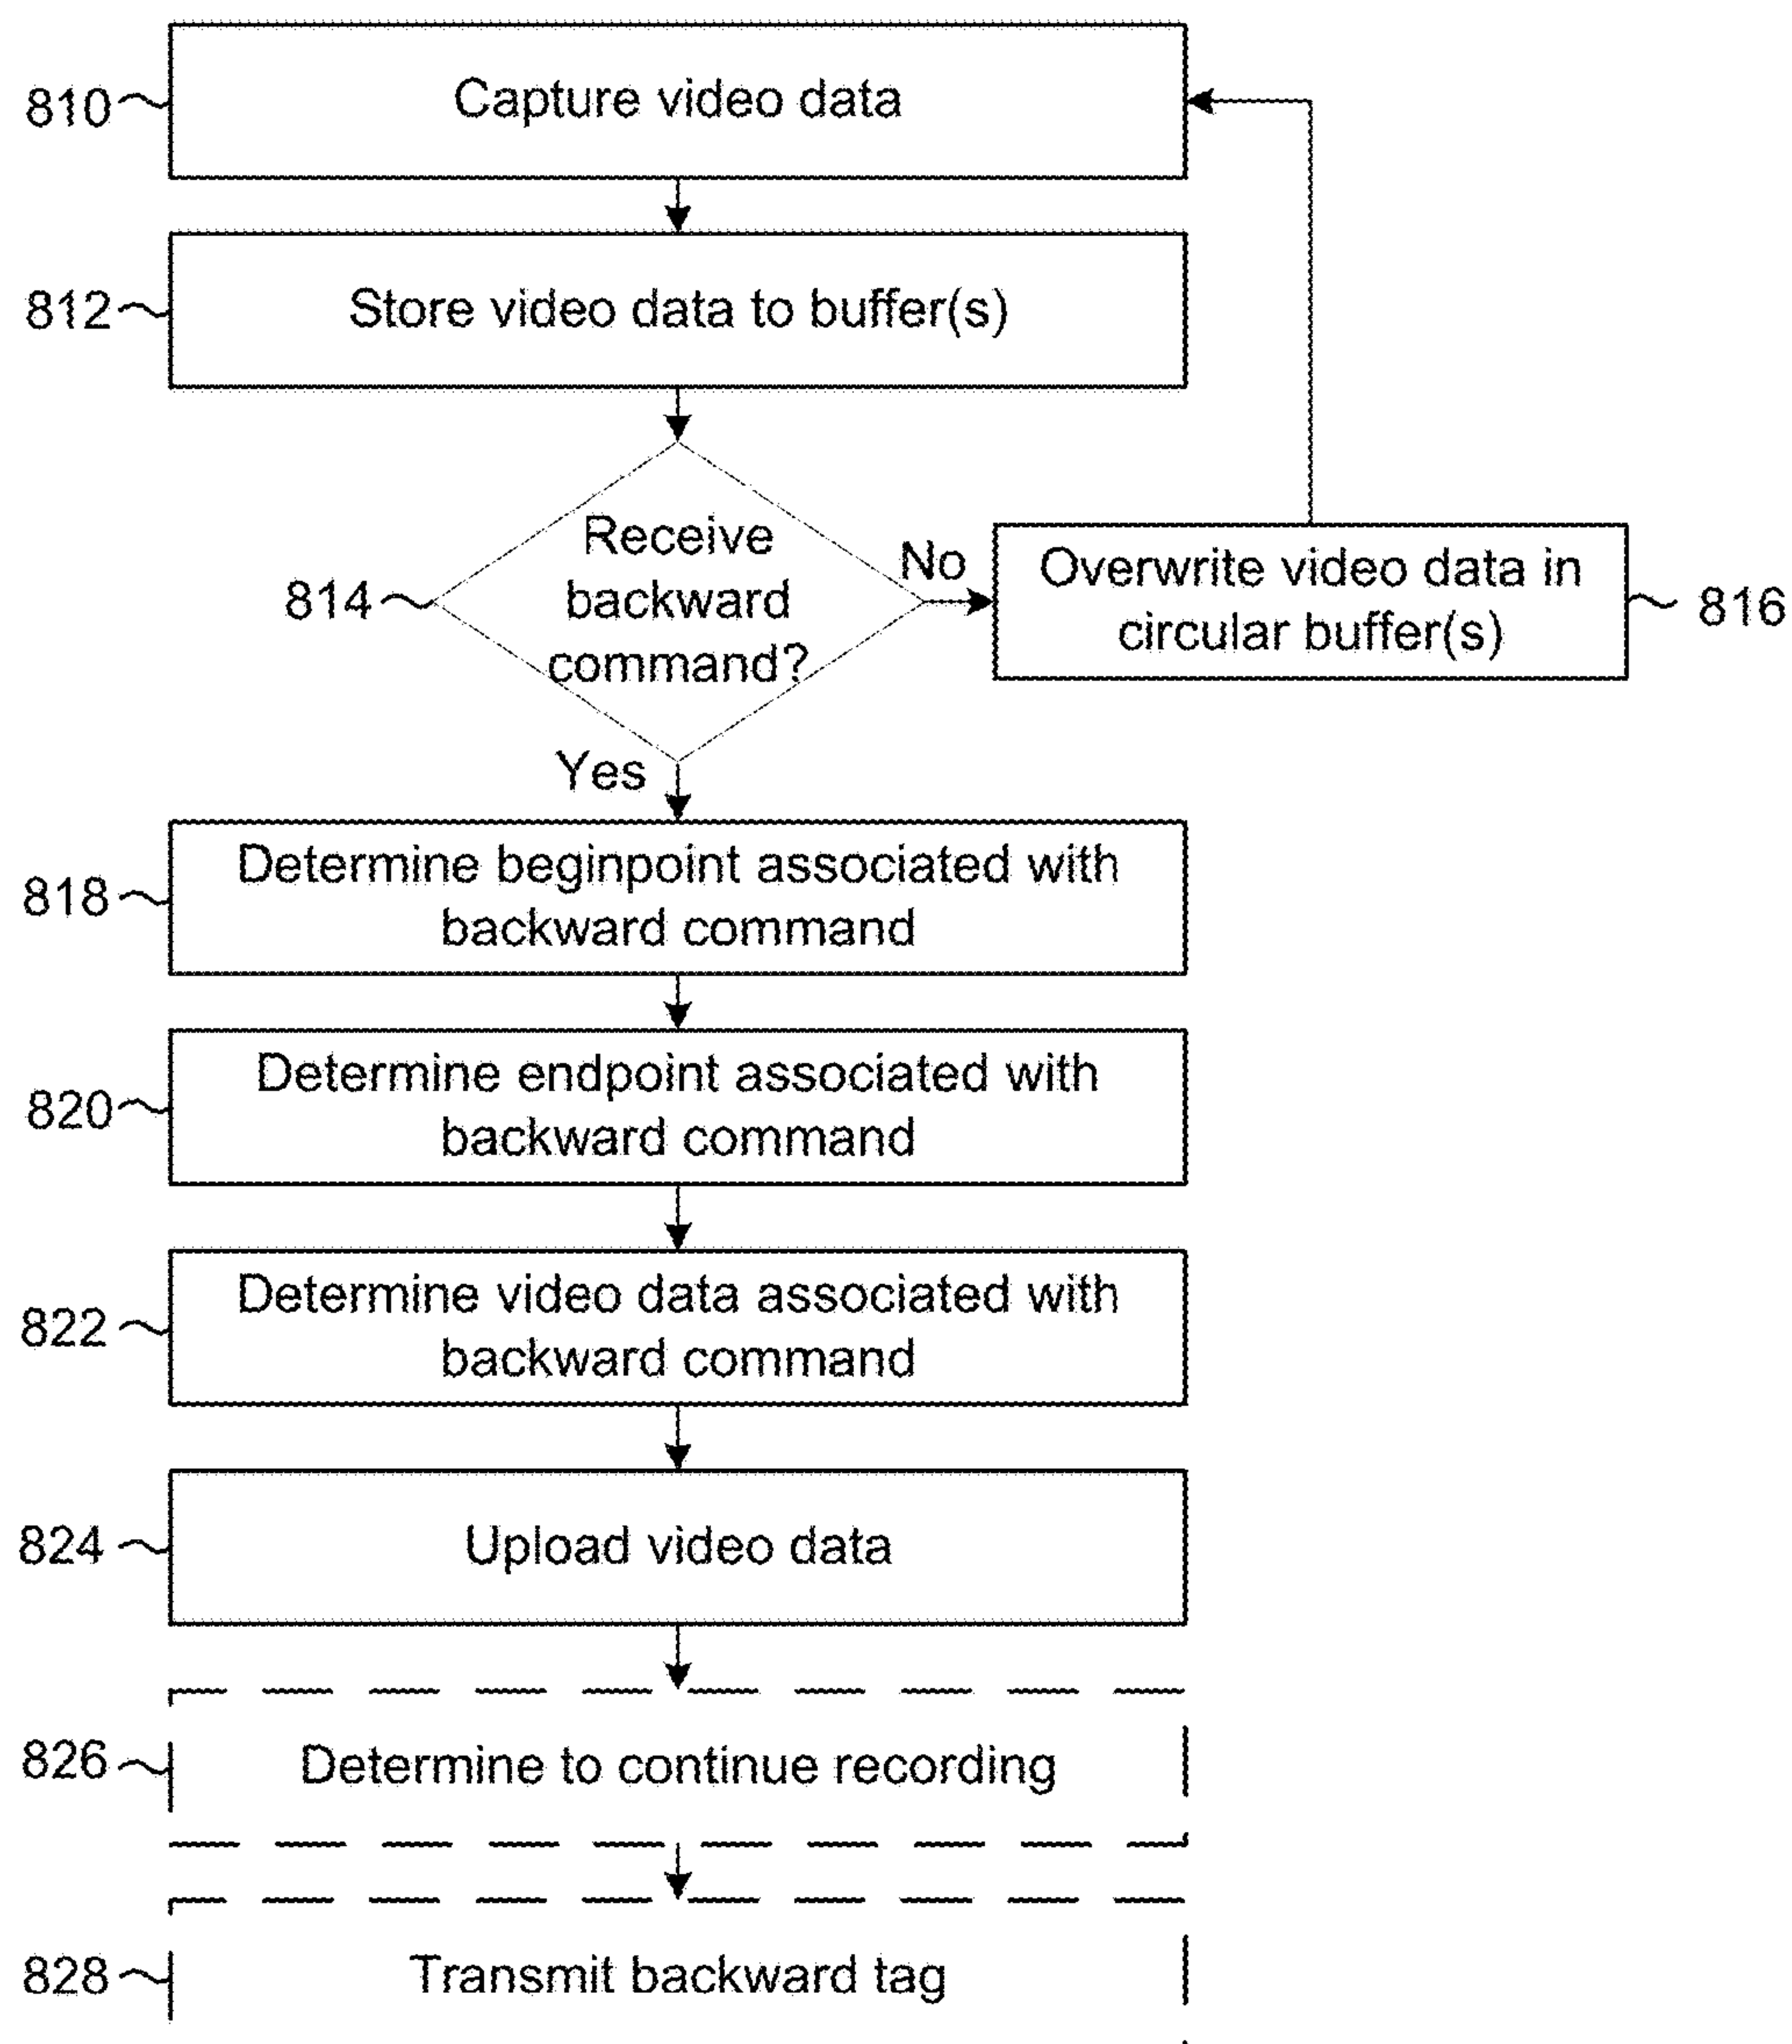 810
Capture video data
812
Store video data to buffer(s)
814
Receive
backward
command?
No
Overwrite video data in
circular buffer(s)
816
Yes
818
Determine beginpoint associated with
backward command
820
Determine endpoint associated with
backward command
822
Determine video data associated with
backward command
824
Upload video data
826
Determine to continue recording
828
Transmit backward tag